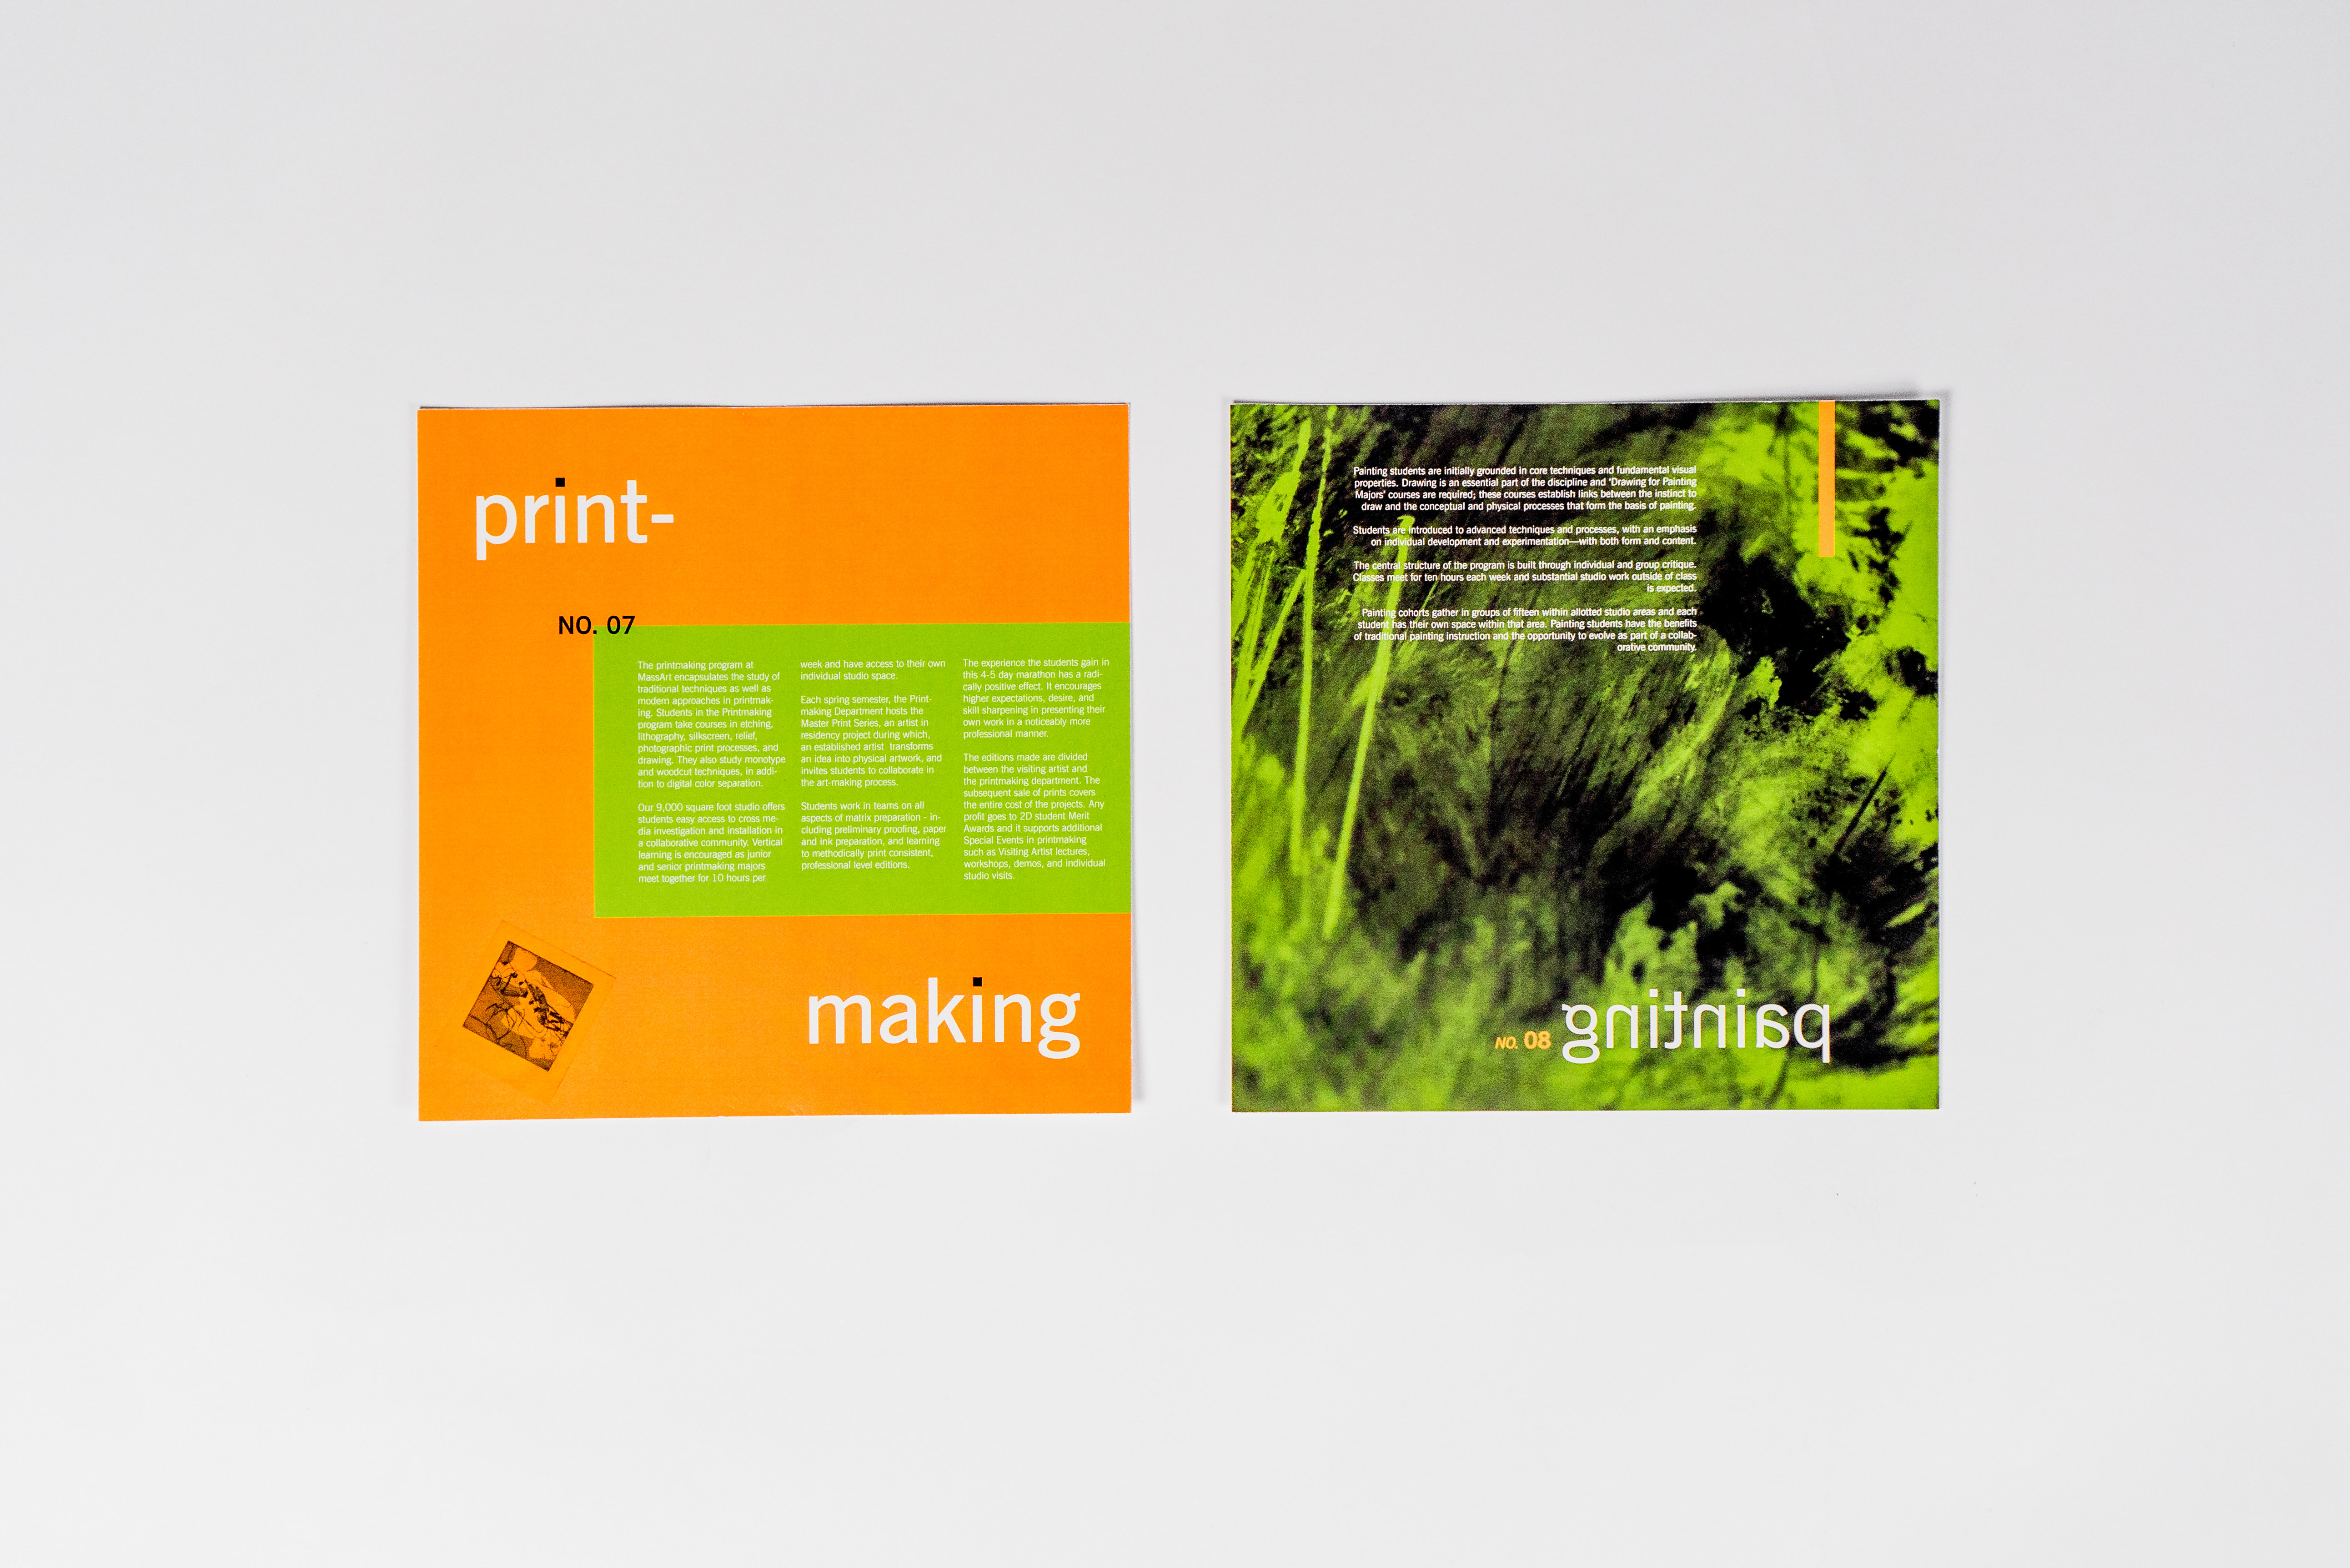 print-
NO. 07
The printmaking program at
MassArt encapsulates the study of
traditional techniques as well as
modern approaches in printmak-
ing. Students in the Printmaking
program take courses in etching,
lithography, silkscreen, relief,
photographic print processes, and
drawing. They also study monotype
and woodcut techniques, in addi-
tion to digital color separation.
Our 9,000 square foot studio offers
students easy access to cross me-
dia investigation and installation in
a collaborative community. Vertical
learning is encouraged as junior
and senior printmaking majors
meet together for 10 hours per
week and have access to their own
individual studio space.
Each spring semester, the Print-
making Department hosts the
Master Print Series, an artist in
residency project during which,
an established artist transforms
an idea into physical artwork, and
invites students to collaborate in
the art-making process.
Students work in teams on all
aspects of matrix preparation - in-
cluding preliminary proofing, paper
and ink preparation, and learning
to methodically print consistent,
professional level editions.
The experience the students gain in
this 4-5 day marathon has a radi-
cally positive effect. It encourages
higher expectations, desire, and
skill sharpening in presenting their
own work in a noticeably more
professional manner.
The editions made are divided
between the visiting artist and
the printmaking department. The
subsequent sale of prints covers
the entire cost of the projects. Any
profit goes to 2D student Merit
Awards and it supports additional
Special Events in printmaking
such as Visiting Artist lectures,
workshops, demos, and individual
studio visits.
making
Painting students are initially grounded in core techniques and fundamental visual
properties. Drawing is an essential part of the discipline and 'Drawing for Painting
Majors' courses are required; these courses establish links between the instinct to
draw and the conceptual and physical processes that form the basis of painting.
Students are introduced to advanced techniques and processes, with an emphasis
on individual development and experimentation—with both form and content.
The central structure of the program is built through individual and group critique.
Classes meet for ten hours each week and substantial studio work outside of class
is expected.
Painting cohorts gather in groups of fifteen within allotted studio areas and each
student has their own space within that area. Painting students have the benefits
of traditional painting instruction and the opportunity to evolve as part of a collab-
orative community.
NO. 08 painting